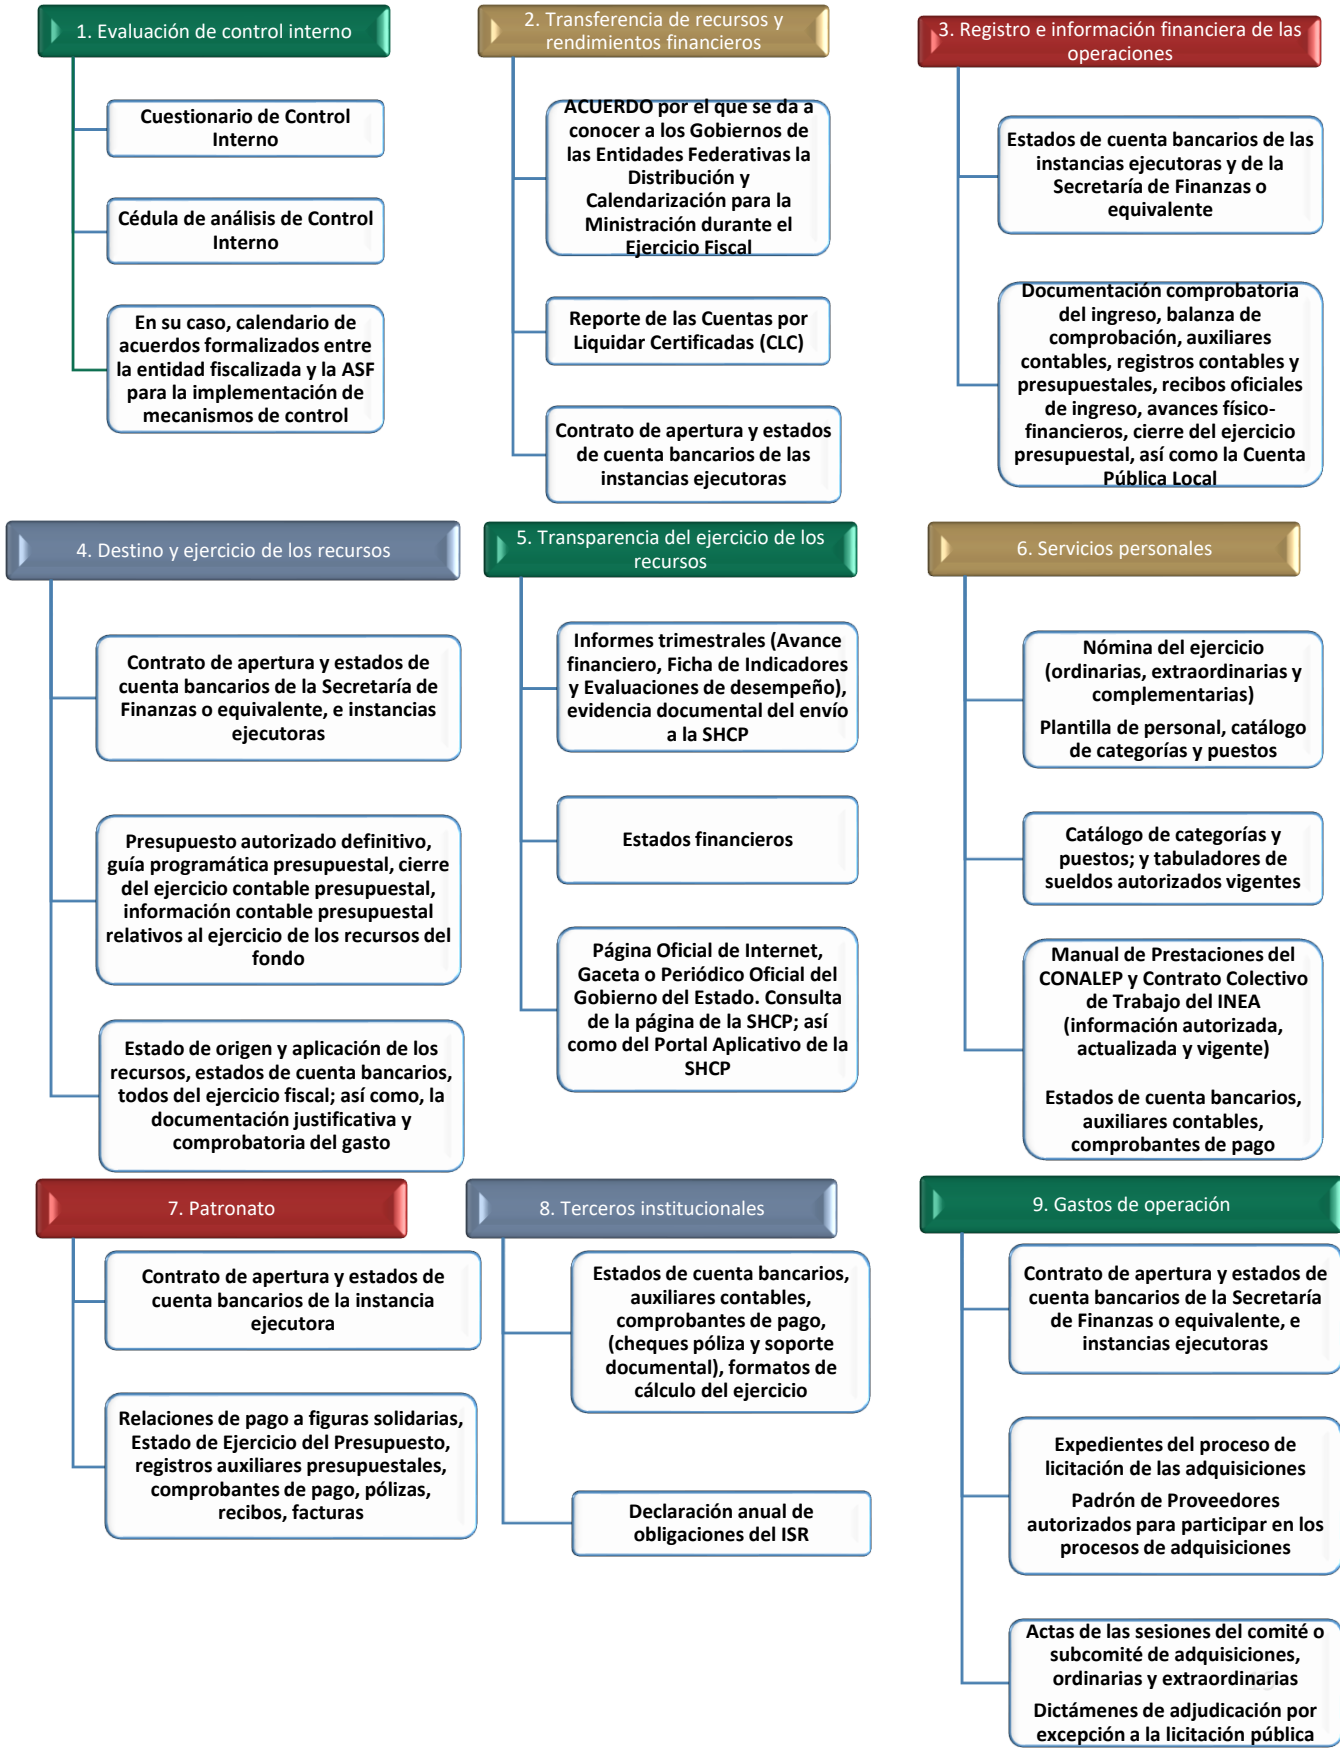 1. Evaluación de control interno
Cuestionario de Control
Interno
Cédula de análisis de Control
Interno
En su caso, calendario de
acuerdos formalizados entre
la entidad fiscalizada y la ASF
para la implementación de
mecanismos de control
2. Transferencia de recursos y
rendimientos financieros
ACUERDO por el que se da a
conocer a los Gobiernos de
las Entidades Federativas la
Distribución y
Calendarización para la
Ministración durante el
Ejercicio Fiscal
Reporte de las Cuentas por
Liquidar Certificadas (CLC)
Contrato de apertura y estados
de cuenta bancarios de las
instancias ejecutoras
3. Registro e información financiera de las
operaciones
Estados de cuenta bancarios de las
instancias ejecutoras y de la
Secretaría de Finanzas o
equivalente
Documentación comprobatoria
del ingreso, balanza de
comprobación, auxiliares
contables, registros contables y
presupuestales, recibos oficiales
de ingreso, avances físico-
financieros, cierre del ejercicio
presupuestal, así como la Cuenta
Pública Local
4. Destino y ejercicio de los recursos
Contrato de apertura y estados de
cuenta bancarios de la Secretaría de
Finanzas o equivalente, e instancias
ejecutoras
Presupuesto autorizado definitivo,
guía programática presupuestal, cierre
del ejercicio contable presupuestal,
información contable presupuestal
relativos al ejercicio de los recursos del
fondo
Estado de origen y aplicación de los
recursos, estados de cuenta bancarios,
todos del ejercicio fiscal; así como, la
documentación justificativa y
comprobatoria del gasto
5. Transparencia del ejercicio de los
recursos
Informes trimestrales (Avance
financiero, Ficha de Indicadores
y Evaluaciones de desempeño),
evidencia documental del envío
a la SHCP
Estados financieros
Página Oficial de Internet,
Gaceta o Periódico Oficial del
Gobierno del Estado. Consulta
de la página de la SHCP; así
como del Portal Aplicativo de la
SHCP
6. Servicios personales
Nómina del ejercicio
(ordinarias, extraordinarias y
complementarias)
Plantilla de personal, catálogo
de categorías y puestos
Catálogo de categorías y
puestos; y tabuladores de
sueldos autorizados vigentes
Manual de Prestaciones del
CONALEP y Contrato Colectivo
de Trabajo del INEA
(información autorizada,
actualizada y vigente)
Estados de cuenta bancarios,
auxiliares contables,
comprobantes de pago
7. Patronato
Contrato de apertura y estados de
cuenta bancarios de la instancia
ejecutora
Relaciones de pago a figuras solidarias,
Estado de Ejercicio del Presupuesto,
registros auxiliares presupuestales,
comprobantes de pago, pólizas,
recibos, facturas
8. Terceros institucionales
Estados de cuenta bancarios,
auxiliares contables,
comprobantes de pago,
(cheques póliza y soporte
documental), formatos de
cálculo del ejercicio
Declaración anual de
obligaciones del ISR
9. Gastos de operación
Contrato de apertura y estados de
cuenta bancarios de la Secretaría
de Finanzas o equivalente, e
instancias ejecutoras
Expedientes del proceso de
licitación de las adquisiciones
Padrón de Proveedores
autorizados para participar en los
procesos de adquisiciones
Actas de las sesiones del comité o
subcomité de adquisiciones,
ordinarias y extraordinarias
Dictámenes de adjudicación por
excepción a la licitación pública